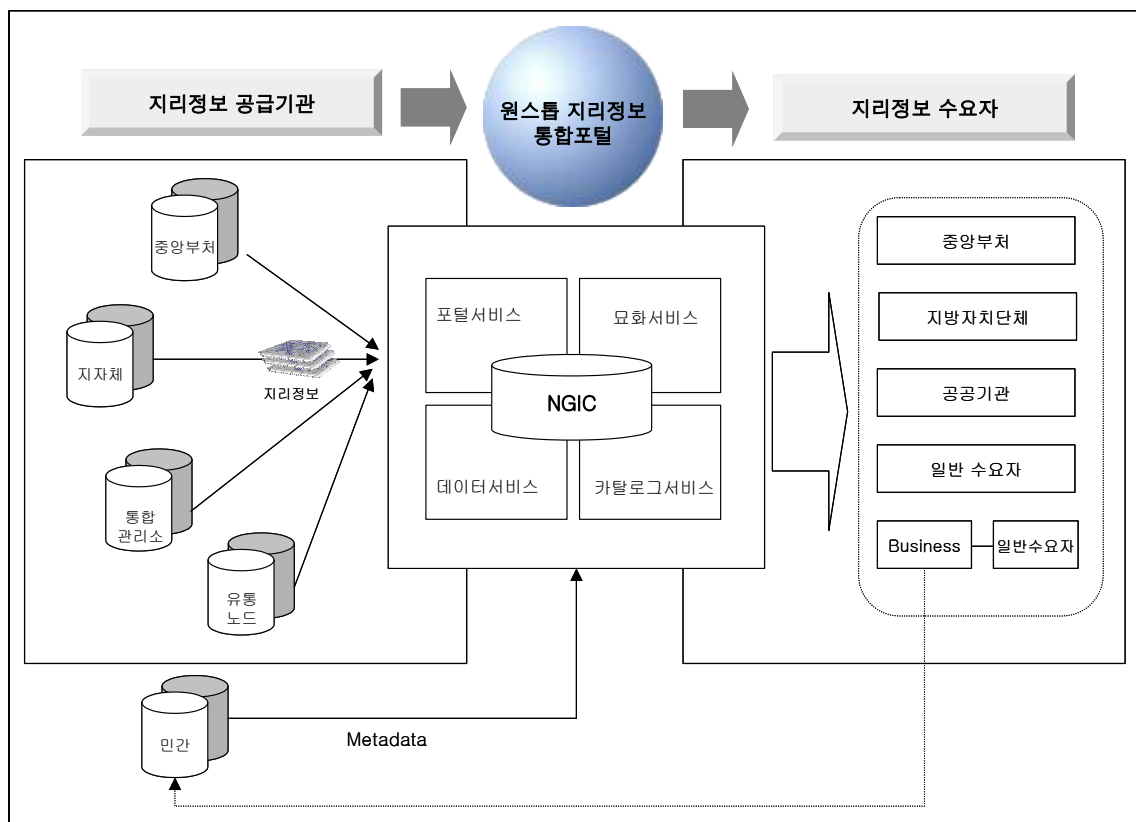 지리정보 공급기관
원스톱 지리정보
통합포털
지리정보 수요자
중앙부처
지자체
지리정보
통합
관리소
유통
노드
포털서비스
묘화서비스
NGIC
데이터서비스
카탈로그서비스
중앙부처
지방자치단체
공공기관
일반 수요자
Business
일반수요자
민간
Metadata